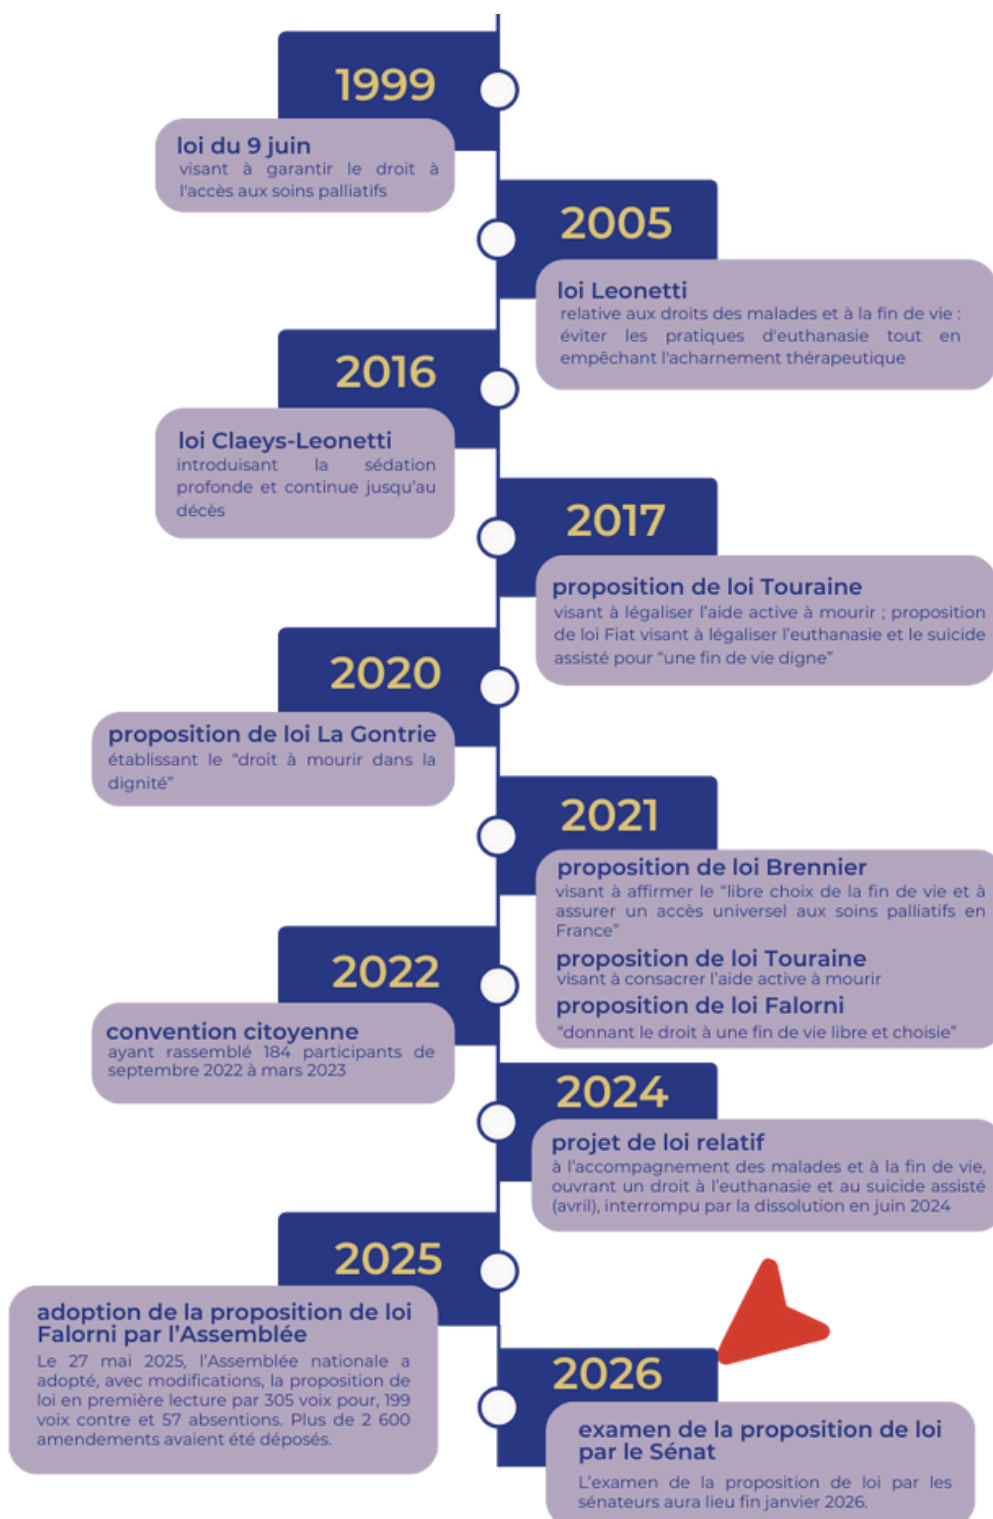 1999
loi du 9 juin
visant à garantir le droit à
l'accès aux soins palliatifs
2005
loi Leonetti
relative aux droits des malades et à la fin de vie :
éviter les pratiques d'euthanasie tout en
empêchant l'acharnement thérapeutique
2016
loi Claeys-Leonetti
introduisant la sédation
profonde et continue jusqu'au
décès
2017
proposition de loi Touraine
visant à légaliser l'aide active à mourir ; proposition
de loi Fiat visant à légaliser l'euthanasie et le suicide
assisté pour “une fin de vie digne”
2020
proposition de loi La Gontrie
établissant le “droit à mourir dans la
dignité”
2021
proposition de loi Brennier
visant à affirmer le “libre choix de la fin de vie et à
assurer un accès universel aux soins palliatifs en
France”
proposition de loi Touraine
visant à consacrer l'aide active à mourir
proposition de loi Falorni
“donnant le droit à une fin de vie libre et choisie”
2022
convention citoyenne
ayant rassemblé 184 participants de
septembre 2022 à mars 2023
2024
projet de loi relatif
à l'accompagnement des malades et à la fin de vie,
ouvrant un droit à l'euthanasie et au suicide assisté
(avril), interrompu par la dissolution en juin 2024
2025
adoption de la proposition de loi
Falorni par l'Assemblée
Le 27 mai 2025, l'Assemblée nationale a
adopté, avec modifications, la proposition de
loi en première lecture par 305 voix pour, 199
voix contre et 57 absentions. Plus de 2 600
amendements avaient été déposés.
2026
examen de la proposition de loi
par le Sénat
L'examen de la proposition de loi par les
sénateurs aura lieu fin janvier 2026.